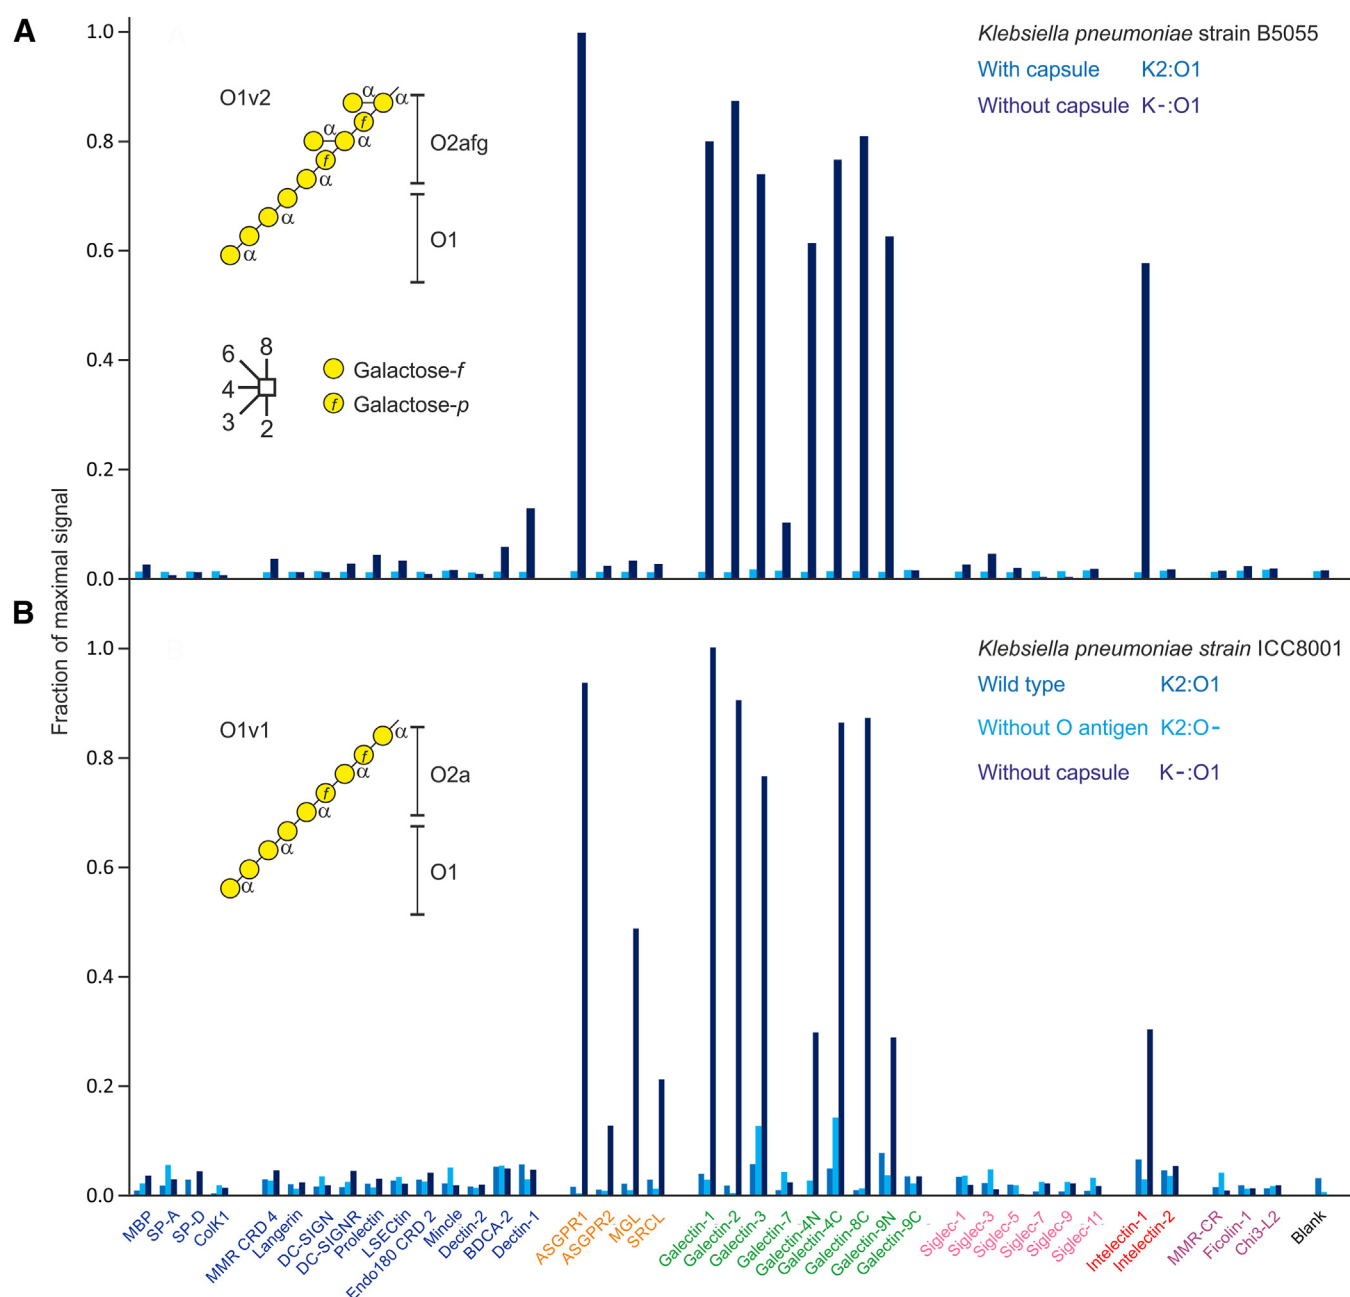 A
Klebsiella pneumoniae strain B5055
With capsule K2:O1
Without capsule K-:O1
O1v2
α α
f
α α
f
α
α
α
O2afg
O1
6 8
4
3 2
Galactose-f
f Galactose-p
1.0
0.8
0.6
0.4
0.2
0.0
Fraction of maximal signal
B
Klebsiella pneumoniae strain ICC8001
Wild type K2:O1
Without O antigen K2:O-
Without capsule K-:O1
O1v1
α
f
α
f
α
α
α
O2a
O1
1.0
0.8
0.6
0.4
0.2
0.0
MBP
SP-A
SP-D
ColK1
MMR CRD 4
Langerin
DC-SIGN
DC-SIGNR
Prolectin
LSECtin
Endo180 CRD 2
Mincle
Dectin-2
BDCA-2
Dectin-1
ASGPR1
ASGPR2
MGL
SRCL
Galectin-1
Galectin-2
Galectin-3
Galectin-7
Galectin-4N
Galectin-4C
Galectin-8C
Galectin-9N
Galectin-9C
Siglec-1
Siglec-3
Siglec-5
Siglec-7
Siglec-9
Siglec-11
Intelectin-1
Intelectin-2
MMR-CR
Ficolin-1
Chi3-L2
Blank